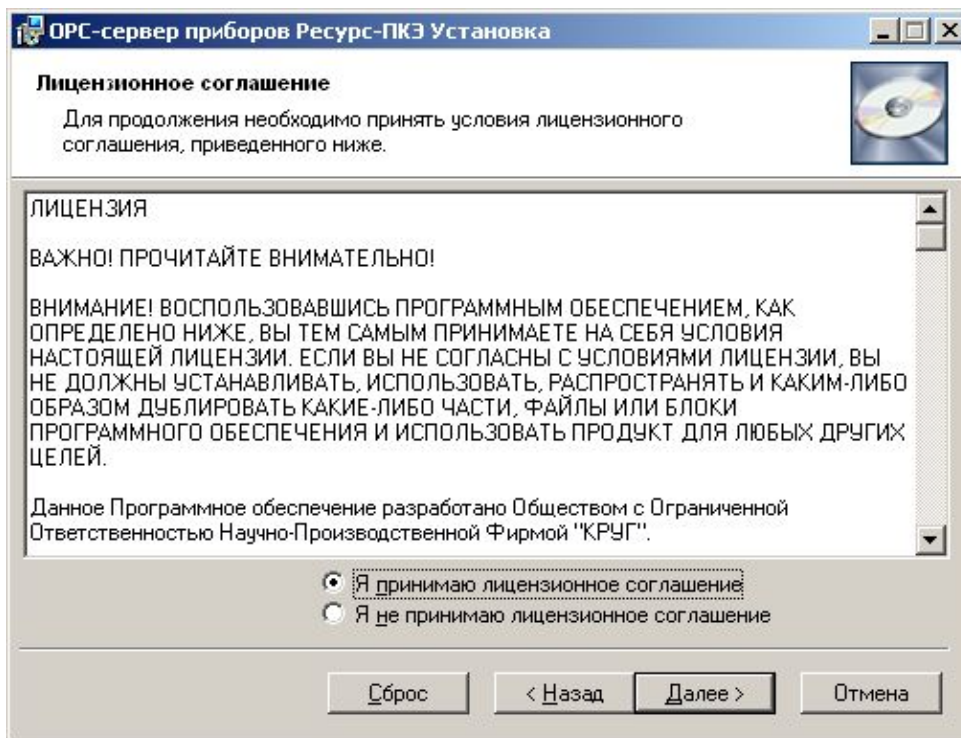 OPC-сервер приборов Ресурс-ПКЭ Установка
Лицензионное соглашение
Для продолжения необходимо принять условия лицензионного
соглашения, приведенного ниже.
ЛИЦЕНЗИЯ
ВАЖНО! ПРОЧИТАЙТЕ ВНИМАТЕЛЬНО!
ВНИМАНИЕ! ВОСПОЛЬЗОВАВШИСЬ ПРОГРАММНЫМ ОБЕСПЕЧЕНИЕМ, КАК
ОПРЕДЕЛЕНО НИЖЕ, ВЫ ТЕМ САМЫМ ПРИНИМАЕТЕ НА СЕБЯ УСЛОВИЯ
НАСТОЯЩЕЙ ЛИЦЕНЗИИ. ЕСЛИ ВЫ НЕ СОГЛАСНЫ С УСЛОВИЯМИ ЛИЦЕНЗИИ, ВЫ
НЕ ДОЛЖНЫ УСТАНАВЛИВАТЬ, ИСПОЛЬЗОВАТЬ, РАСПРОСТРАНЯТЬ И КАКИМ-ЛИБО
ОБРАЗОМ ДУБЛИРОВАТЬ КАКИЕ-ЛИБО ЧАСТИ, ФАЙЛЫ ИЛИ БЛОКИ
ПРОГРАММНОГО ОБЕСПЕЧЕНИЯ И ИСПОЛЬЗОВАТЬ ПРОДУКТ ДЛЯ ЛЮБЫХ ДРУГИХ
ЦЕЛЕЙ.
Данное Программное обеспечение разработано Обществом с Ограниченной
Ответственностью Научно-Производственной Фирмой "КРУГ".
Я принимаю лицензионное соглашение
Я не принимаю лицензионное соглашение
Сброс
< Назад
Далее >
Отмена